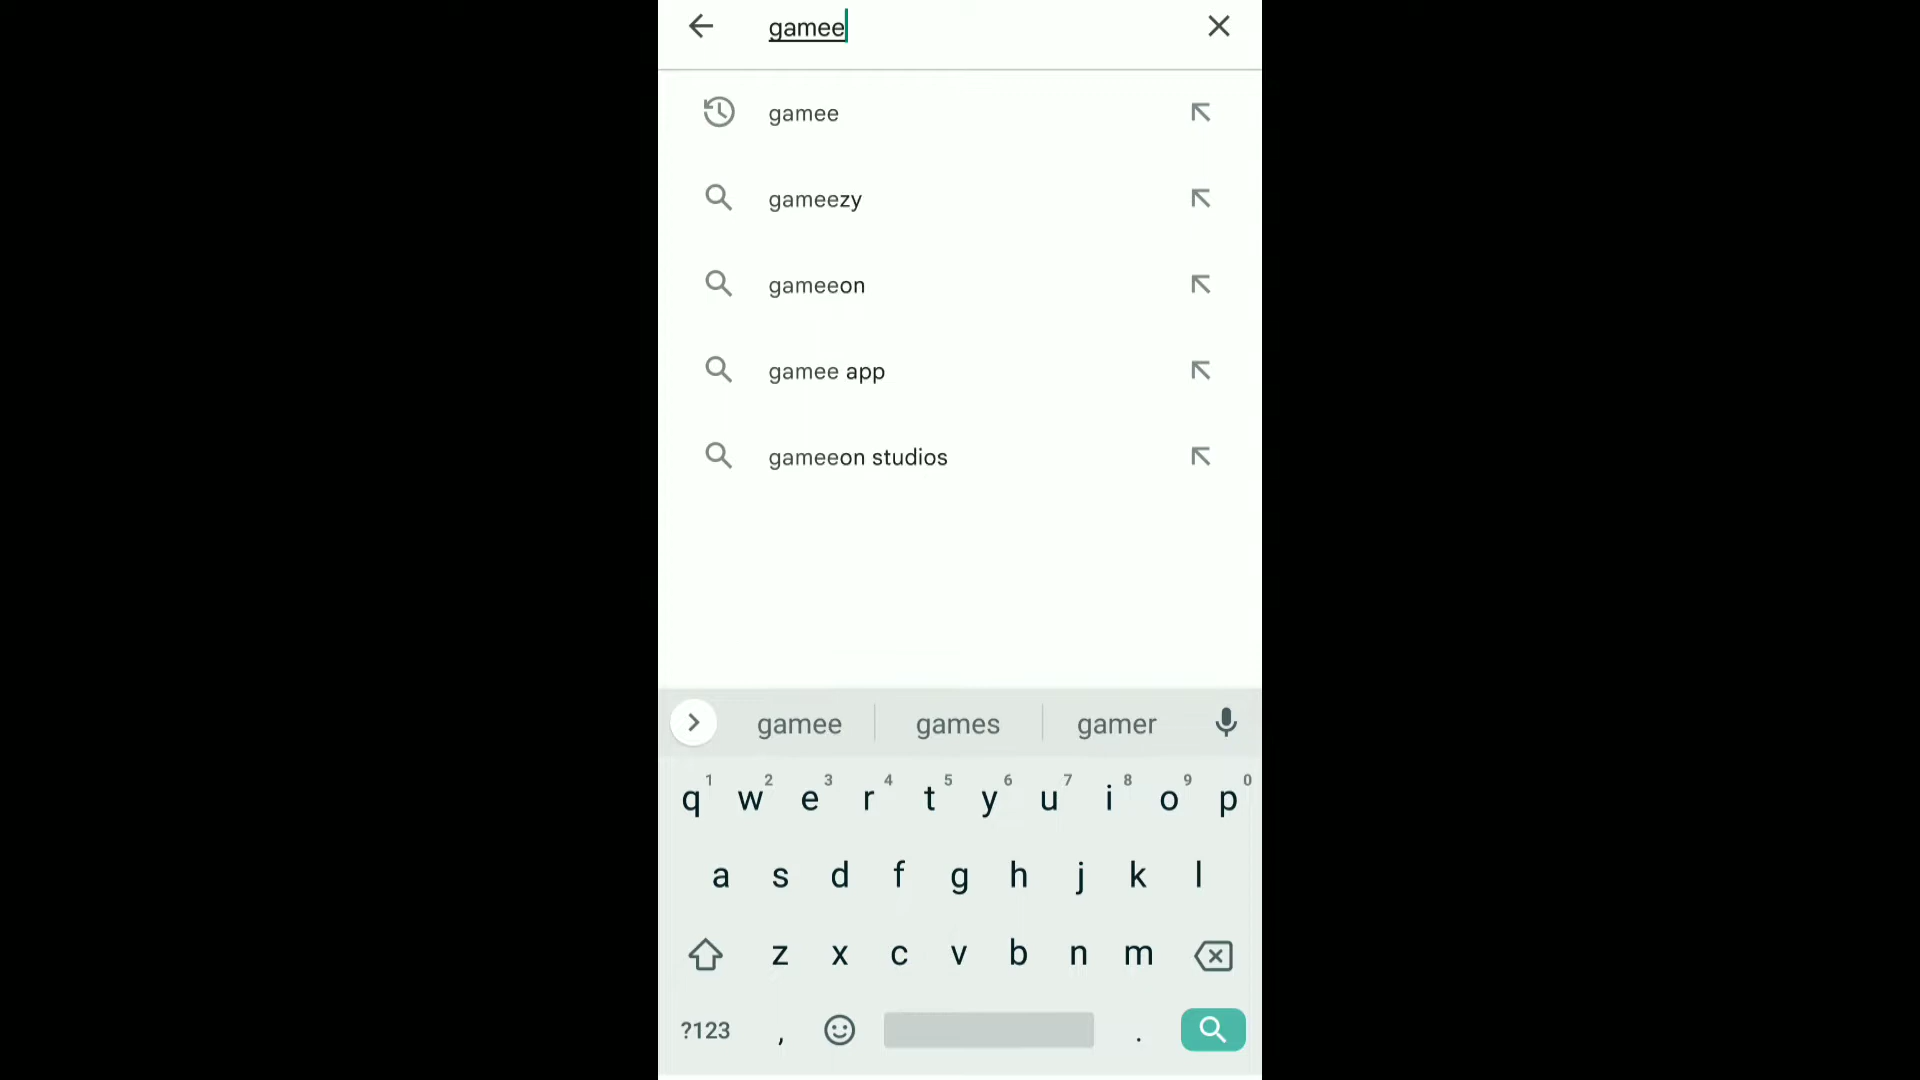 gamee
gamee
gameezy
gameeon
gamee app
gameeon studios
gamee games gamer
1 2 3 4 5 6 7 8 9 0
q w e r t y u i o p
a s d f g h j k l
z x c v b n m
?123 , .